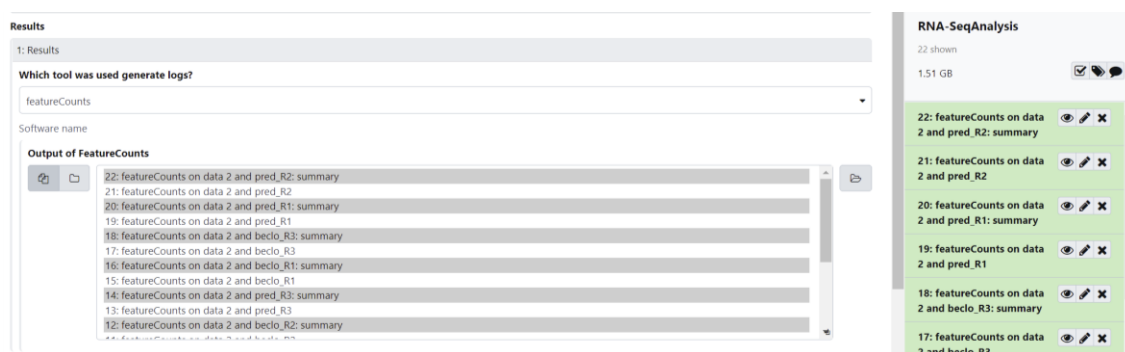 Results
1: Results
Which tool was used generate logs?
featureCounts
Software name
Output of FeatureCounts
22: featureCounts on data 2 and pred_R2: summary
21: featureCounts on data 2 and pred_R2
20: featureCounts on data 2 and pred_R1: summary
19: featureCounts on data 2 and pred_R1
18: featureCounts on data 2 and beclo_R3: summary
17: featureCounts on data 2 and beclo_R3
16: featureCounts on data 2 and beclo_R1: summary
15: featureCounts on data 2 and beclo_R1
14: featureCounts on data 2 and pred_R3: summary
13: featureCounts on data 2 and pred_R3
12: featureCounts on data 2 and beclo_R2: summary
RNA-SeqAnalysis
22 shown
1.51 GB
22: featureCounts on data
2 and pred_R2: summary
21: featureCounts on data
2 and pred_R2
20: featureCounts on data
2 and pred_R1: summary
19: featureCounts on data
2 and pred_R1
18: featureCounts on data
2 and beclo_R3: summary
17: featureCounts on data
2 and beclo_R3